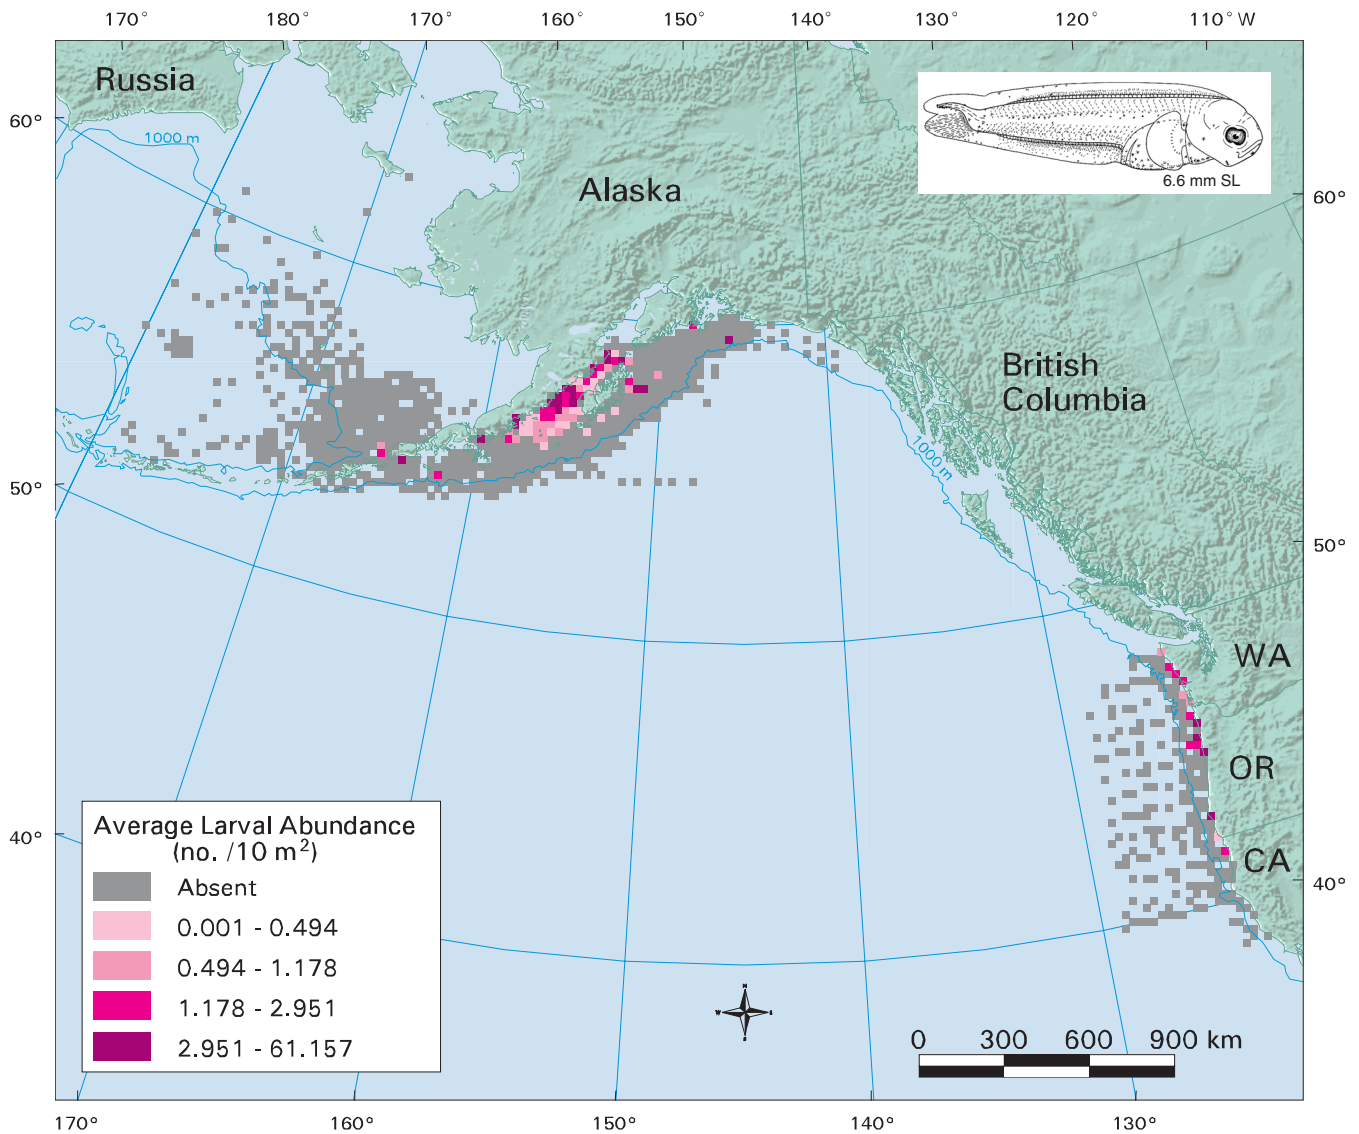 170° 180° 170° 160° 150° 140° 130° 120° 110° W
Russia
60°
1000 m
6.6 mm SL
Alaska
60°
British
Columbia
1000 m
50°
50°
WA
OR
Average Larval Abundance
(no. /10 m²)
40°
CA
Absent
40°
0.001 - 0.494
0.494 - 1.178
1.178 - 2.951
2.951 - 61.157
N
W E
S
0 300 600 900 km
170° 160° 150° 140° 130°